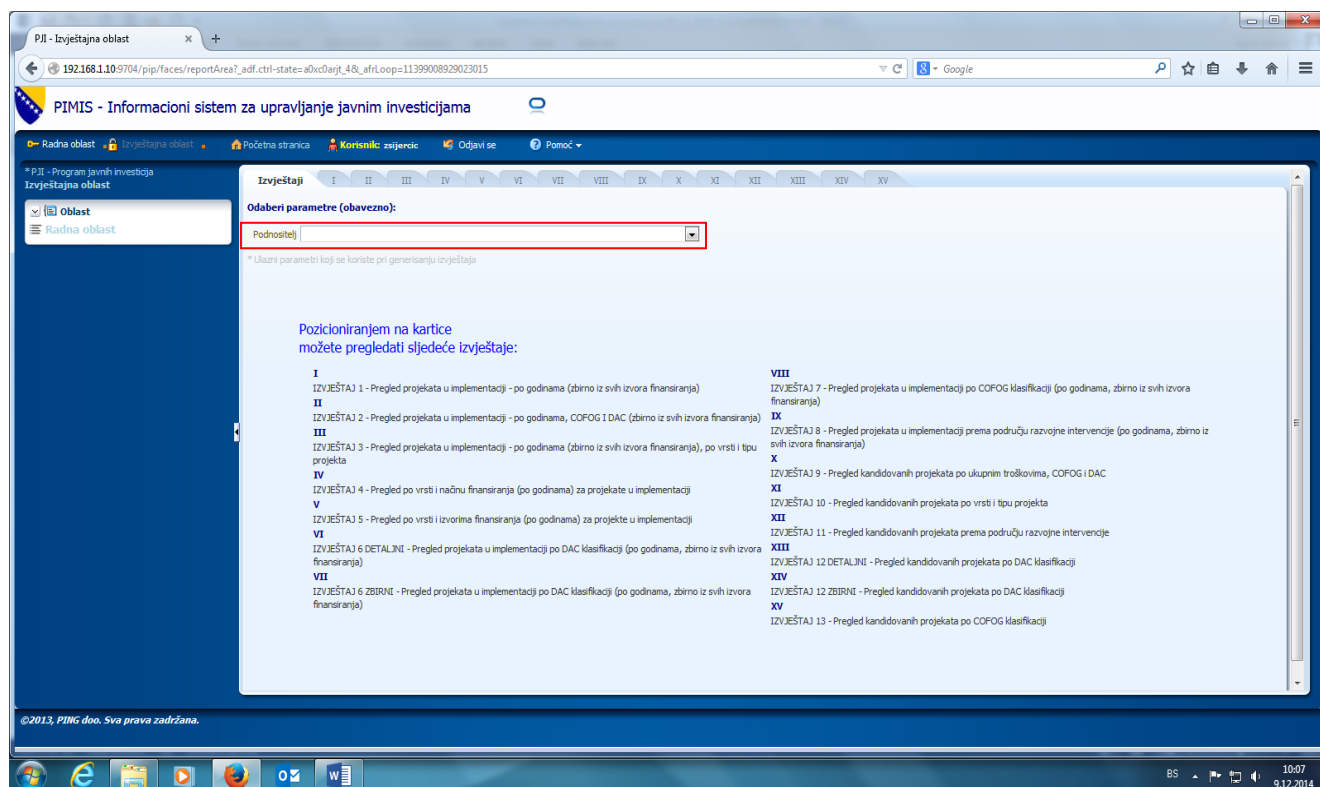 PJI - Izvještajna oblast
192.168.1.10:9704/pip/faces/reportArea?_adf.ctrl-state=a0xc0arjt_4&_afrLoop=11399008929023015
Google
PIMIS - Informacioni sistem za upravljanje javnim investicijama
Radna oblast Izvještajna oblast Početna stranica Korisnik: zsijercic Odjavi se Pomoć
* PJI - Program javnih investicija
Izvještajna oblast
Oblast
Radna oblast
Izvještaji I II III IV V VI VII VIII IX X XI XII XIII XIV XV
Odaberi parametre (obavezno):
Podnositelj
* Ulazni parametri koji se koriste pri generisanju izvještaja
Pozicioniranjem na kartice
možete pregledati sljedeće izvještaje:
I
IZVJEŠTAJ 1 - Pregled projekata u implementaciji - po godinama (zbirno iz svih izvora finansiranja)
II
IZVJEŠTAJ 2 - Pregled projekata u implementaciji - po godinama, COFOG I DAC (zbirno iz svih izvora finansiranja)
III
IZVJEŠTAJ 3 - Pregled projekata u implementaciji - po godinama (zbirno iz svih izvora finansiranja), po vrsti i tipu
projekta
IV
IZVJEŠTAJ 4 - Pregled po vrsti i načinu finansiranja (po godinama) za projekate u implementaciji
V
IZVJEŠTAJ 5 - Pregled po vrsti i izvorima finansiranja (po godinama) za projekte u implementaciji
VI
IZVJEŠTAJ 6 DETALJNI - Pregled projekata u implementaciji po DAC klasifikaciji (po godinama, zbirno iz svih izvora
finansiranja)
VII
IZVJEŠTAJ 6 ZBIRNI - Pregled projekata u implementaciji po DAC klasifikaciji (po godinama, zbirno iz svih izvora
finansiranja)
VIII
IZVJEŠTAJ 7 - Pregled projekata u implementaciji po COFOG klasifikaciji (po godinama, zbirno iz svih izvora
finansiranja)
IX
IZVJEŠTAJ 8 - Pregled projekata u implementaciji prema području razvojne intervencije (po godinama, zbirno iz
svih izvora finansiranja)
X
IZVJEŠTAJ 9 - Pregled kandidovanih projekata po ukupnim troškovima, COFOG i DAC
XI
IZVJEŠTAJ 10 - Pregled kandidovanih projekata po vrsti i tipu projekta
XII
IZVJEŠTAJ 11 - Pregled kandidovanih projekata prema području razvojne intervencije
XIII
IZVJEŠTAJ 12 DETALJNI - Pregled kandidovanih projekata po DAC klasifikaciji
XIV
IZVJEŠTAJ 12 ZBIRNI - Pregled kandidovanih projekata po DAC klasifikaciji
XV
IZVJEŠTAJ 13 - Pregled kandidovanih projekata po COFOG klasifikaciji
©2013, PING doo. Sva prava zadržana.
BS
10:07
9.12.2014